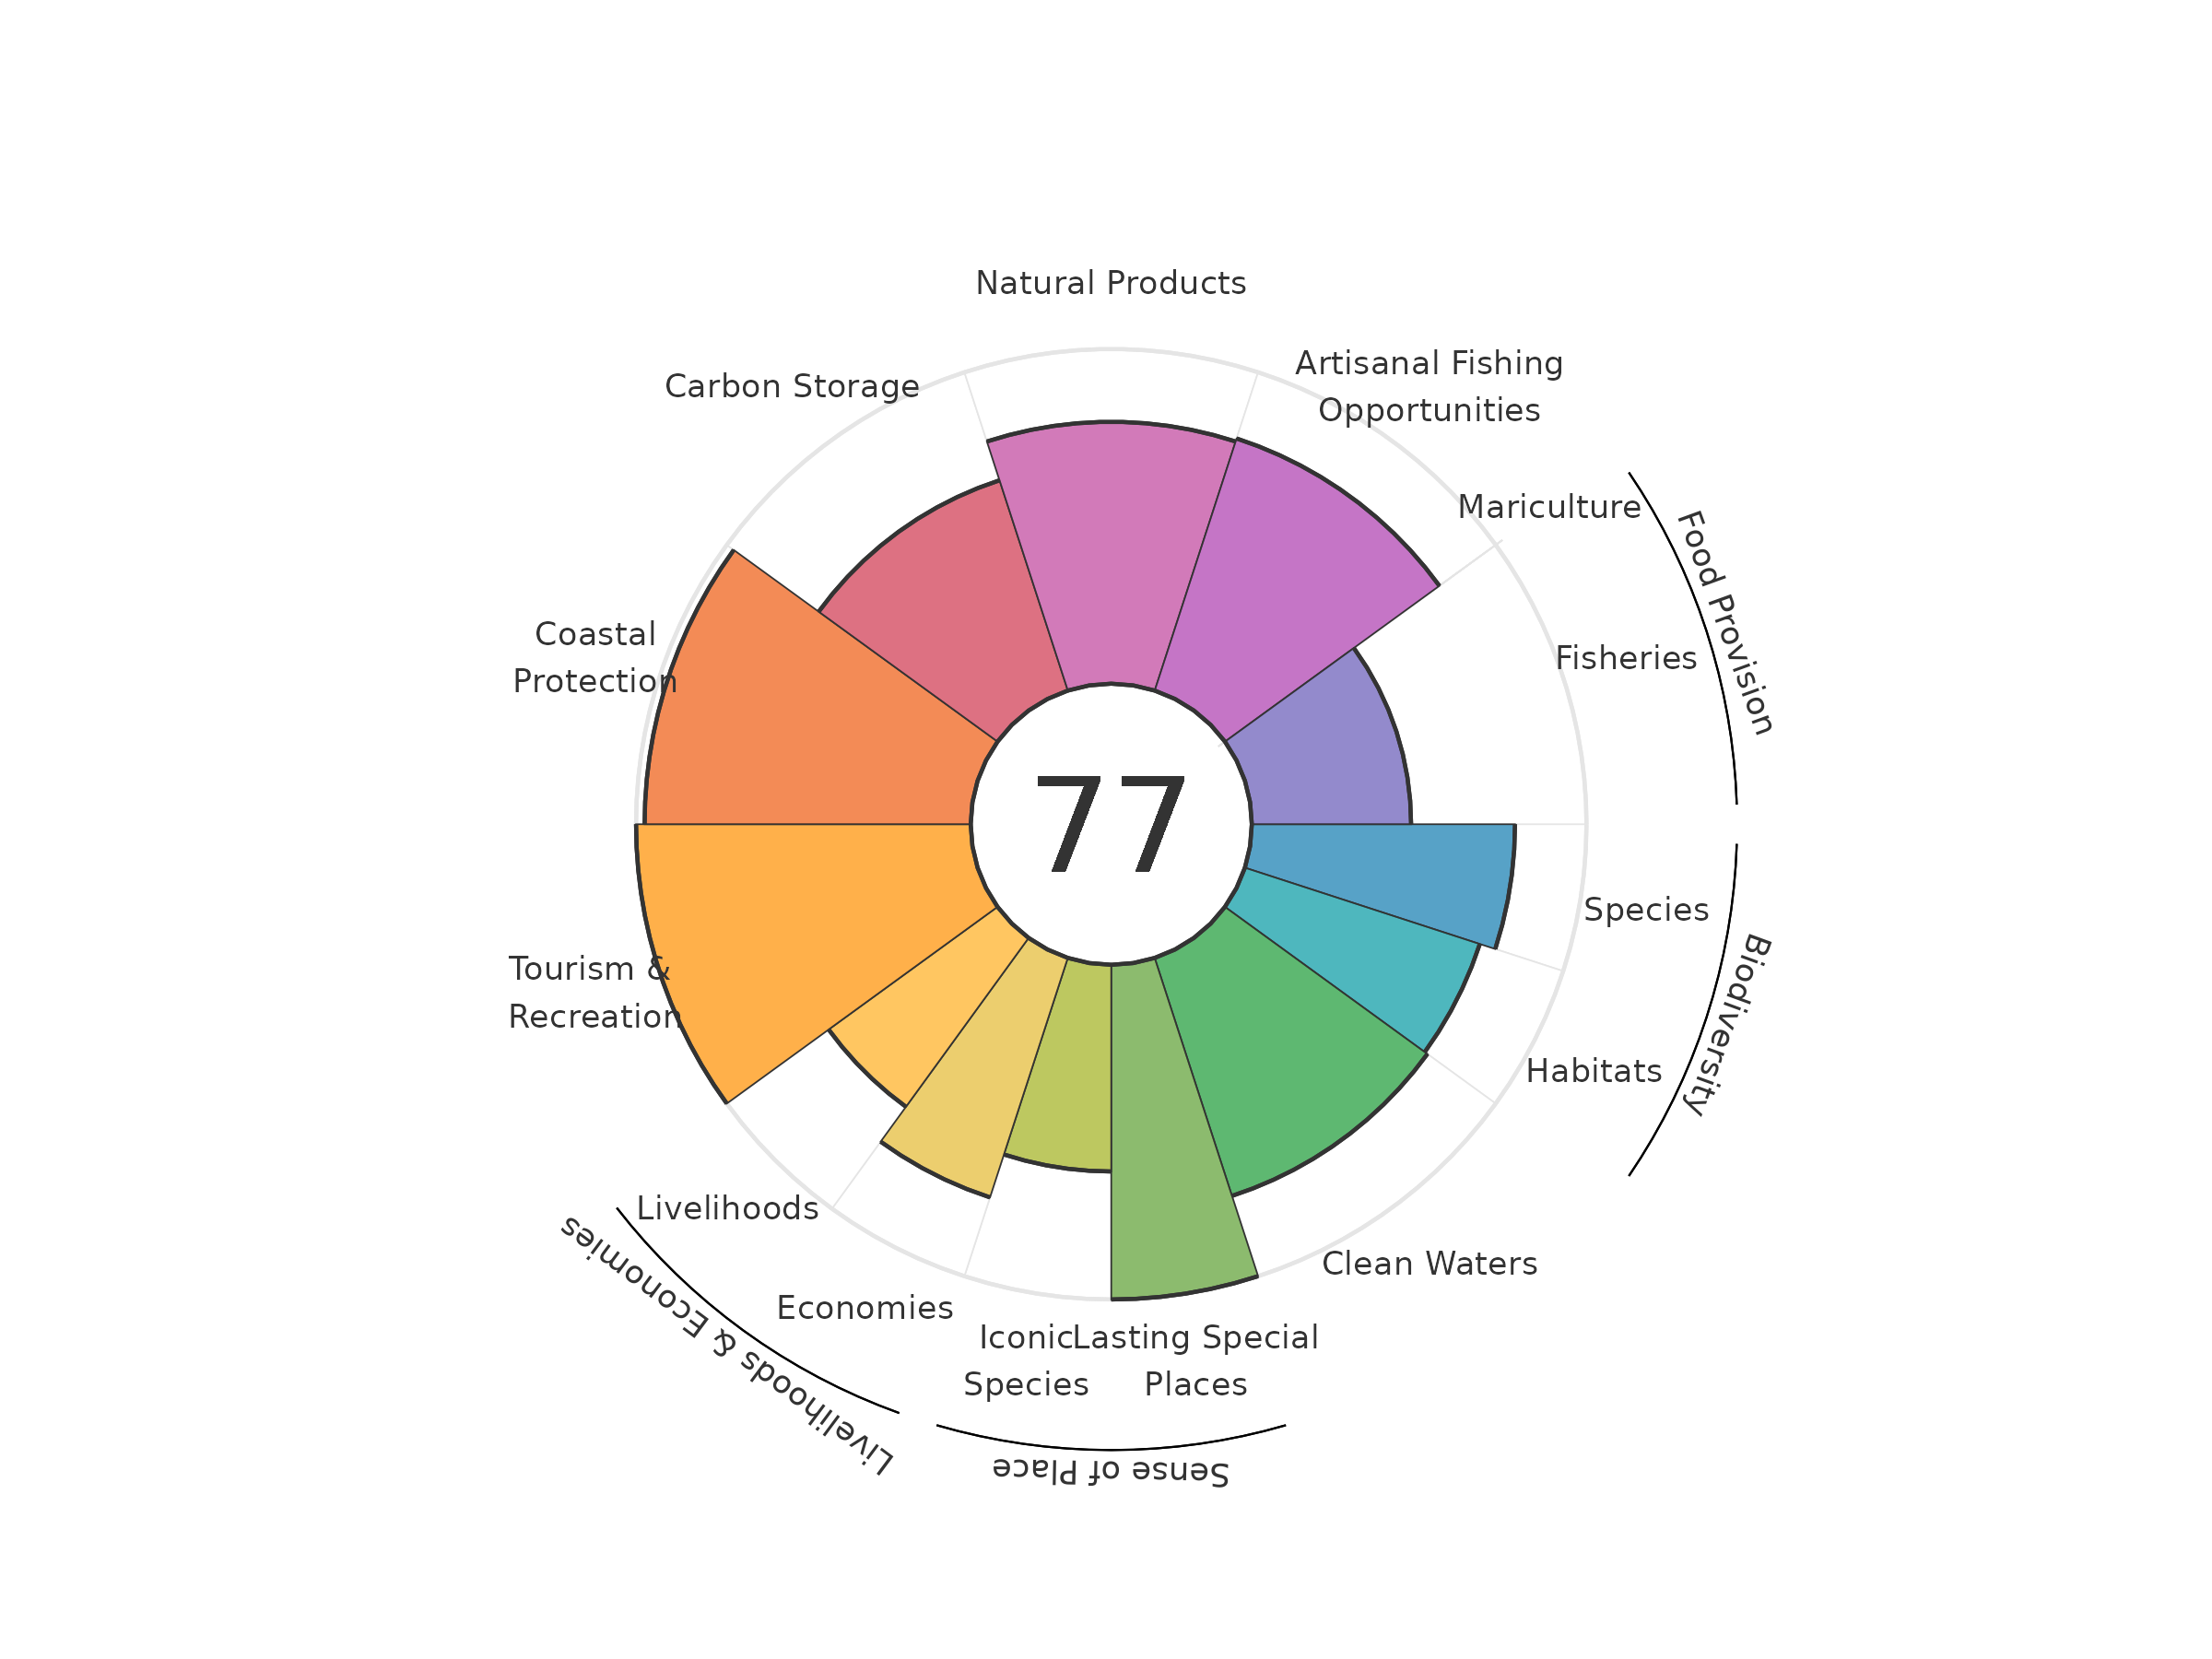 Natural Products
Artisanal Fishing
Opportunities
Carbon Storage
Mariculture
Food Provision
Fisheries
Coastal
Protection
77
Species
Biodiversity
Tourism &
Recreation
Habitats
Livelihoods
Clean Waters
Livelihoods & Economies
Economies
Iconic
Species
Lasting Special
Places
Sense of Place